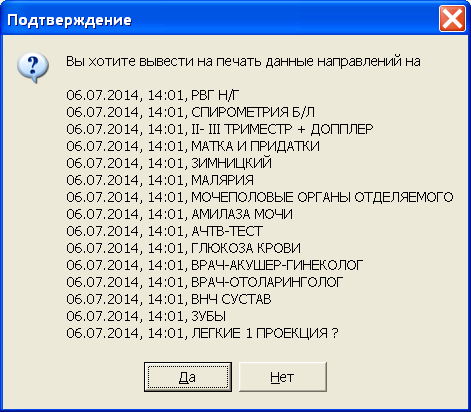 Подтверждение
Вы хотите вывести на печать данные направлений на
06.07.2014, 14:01, РВГ Н/Г
06.07.2014, 14:01, СПИРОМЕТРИЯ Б/Л
06.07.2014, 14:01, II- III ТРИМЕСТР + ДОППЛЕР
06.07.2014, 14:01, МАТКА И ПРИДАТКИ
06.07.2014, 14:01, ЗИМНИЦКИЙ
06.07.2014, 14:01, МАЛЯРИЯ
06.07.2014, 14:01, МОЧЕПОЛОВЫЕ ОРГАНЫ ОТДЕЛЯЕМОГО
06.07.2014, 14:01, АМИЛАЗА МОЧИ
06.07.2014, 14:01, АЧТВ-ТЕСТ
06.07.2014, 14:01, ГЛЮКОЗА КРОВИ
06.07.2014, 14:01, ВРАЧ-АКУШЕР-ГИНЕКОЛОГ
06.07.2014, 14:01, ВРАЧ-ОТОЛАРИНГОЛОГ
06.07.2014, 14:01, ВНЧ СУСТАВ
06.07.2014, 14:01, ЗУБЫ
06.07.2014, 14:01, ЛЕГКИЕ 1 ПРОЕКЦИЯ ?
Да Нет